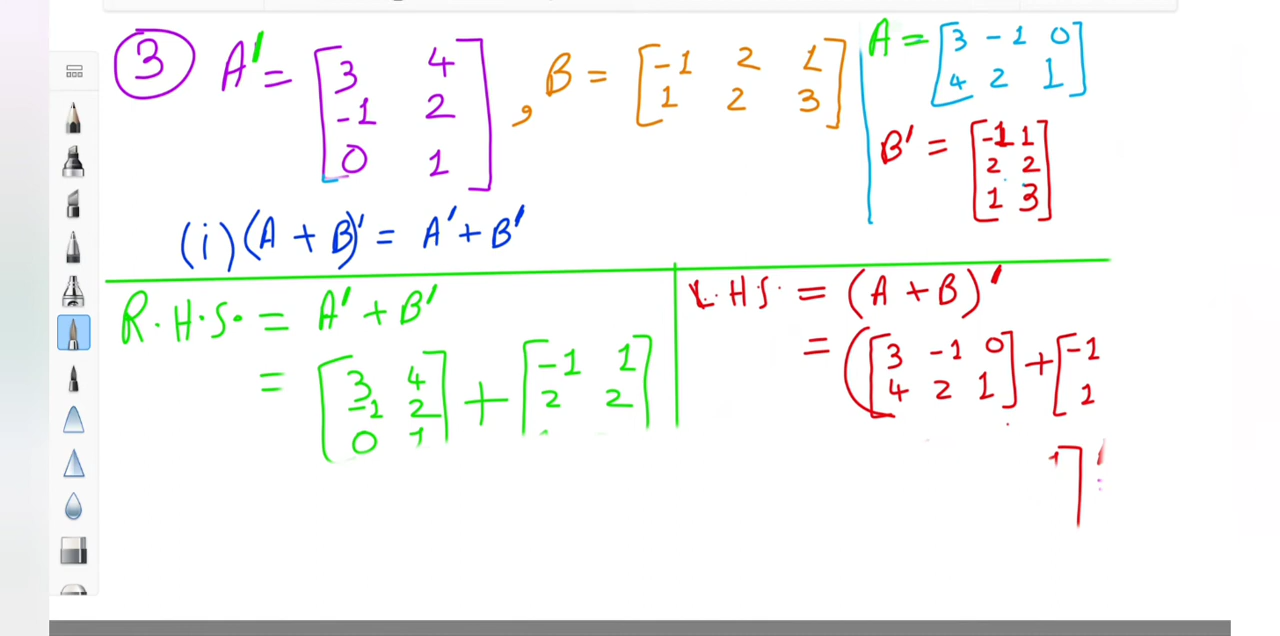 3 A' = [3 4
-1 2
0 1] , B = [-1 2 1
1 2 3]
A = [3 -1 0
4 2 1]
B' = [-1 1
2 2
1 3]
(i) (A + B)' = A' + B'
R.H.S. = A' + B'
= [3 4
-1 2
0 1] + [-1 1
2 2
L.H.S. = (A + B)'
= ([3 -1 0
4 2 1] + [-1
1